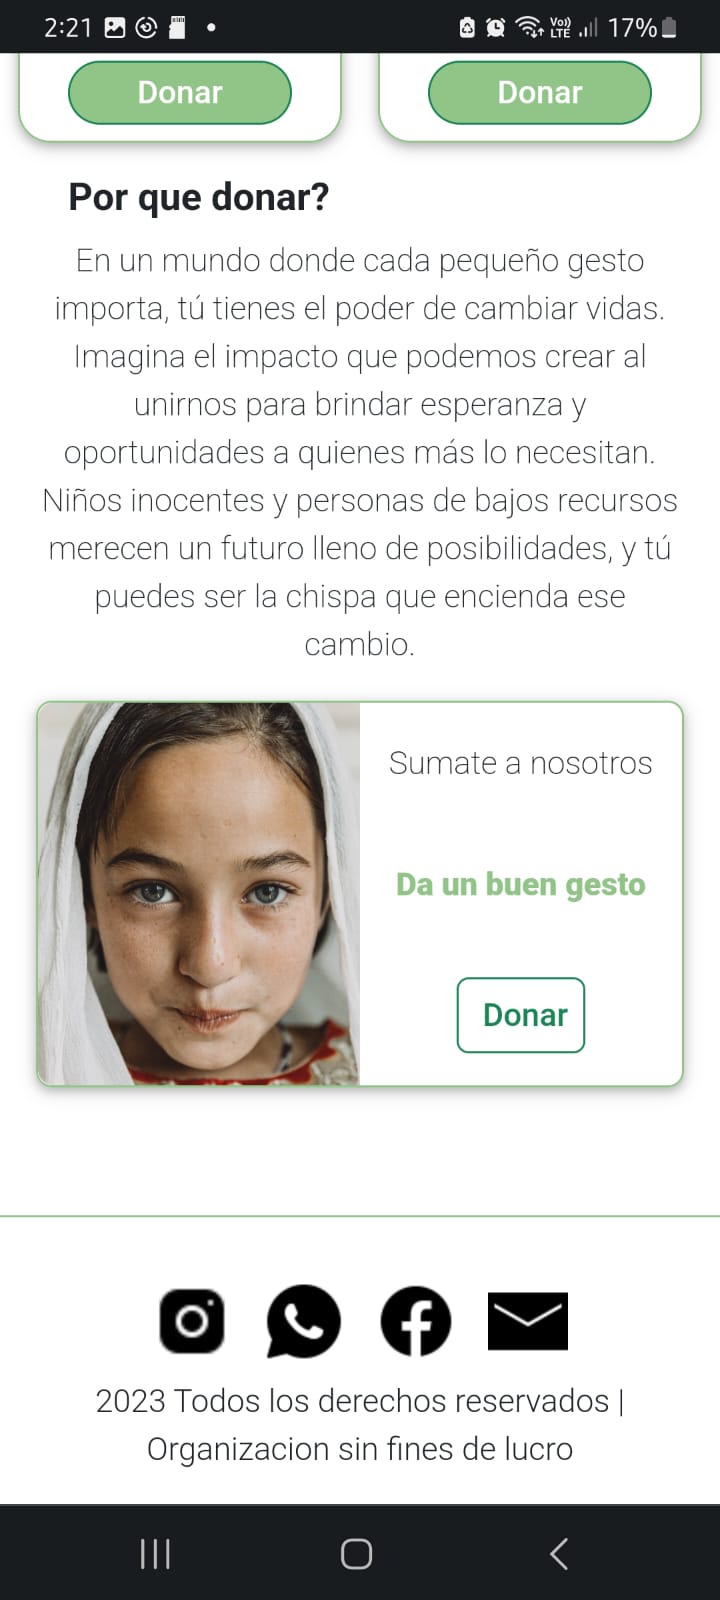 2:21 Vo)) LTE 17%
Donar Donar
Por que donar?
En un mundo donde cada pequeño gesto
importa, tú tienes el poder de cambiar vidas.
Imagina el impacto que podemos crear al
unirnos para brindar esperanza y
oportunidades a quienes más lo necesitan.
Niños inocentes y personas de bajos recursos
merecen un futuro lleno de posibilidades, y tú
puedes ser la chispa que encienda ese
cambio.
Sumate a nosotros
Da un buen gesto
Donar
2023 Todos los derechos reservados |
Organizacion sin fines de lucro